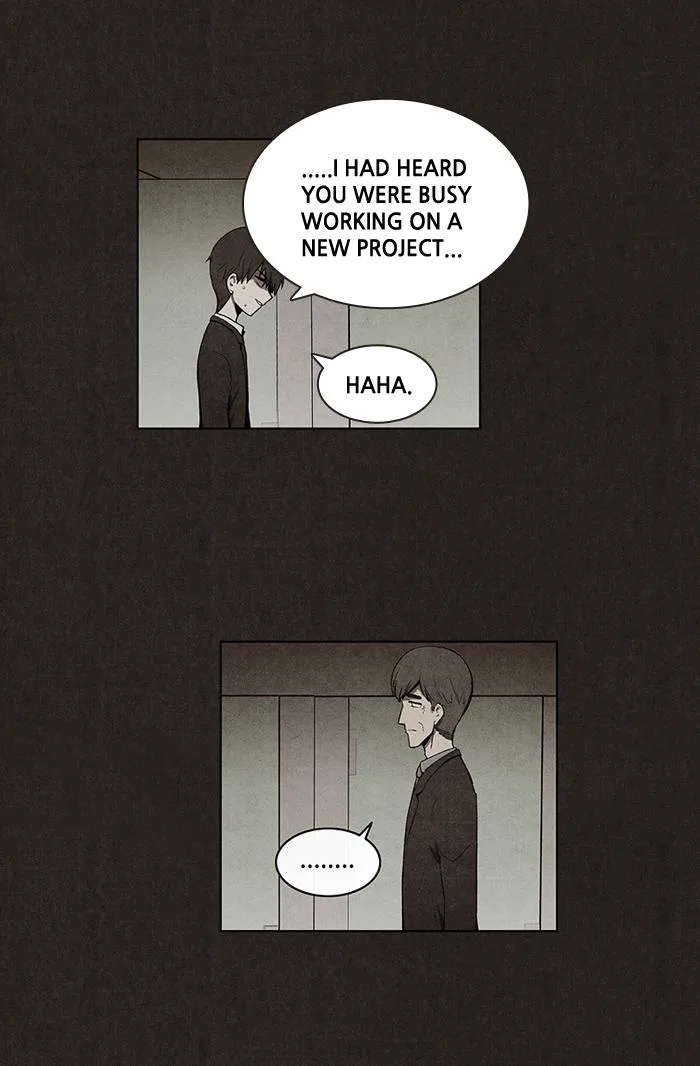 .....I HAD HEARD
YOU WERE BUSY
WORKING ON A
NEW PROJECT...
HAHA.
........